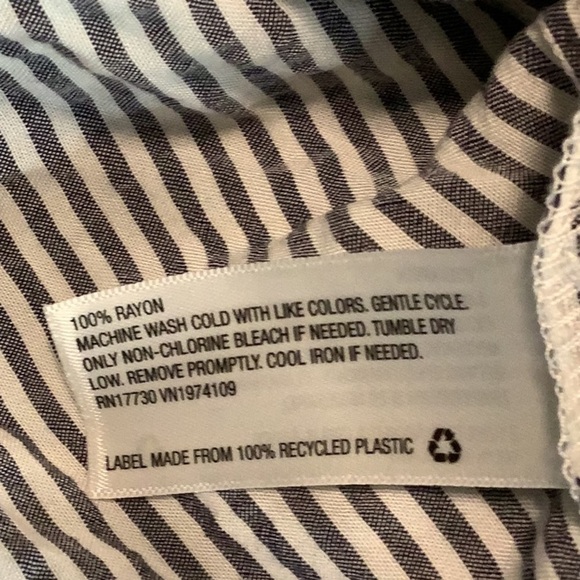 100% RAYON
MACHINE WASH COLD WITH LIKE COLORS. GENTLE CYCLE.
ONLY NON-CHLORINE BLEACH IF NEEDED. TUMBLE DRY
LOW. REMOVE PROMPTLY. COOL IRON IF NEEDED.
RN17730 VN1974109
LABEL MADE FROM 100% RECYCLED PLASTIC